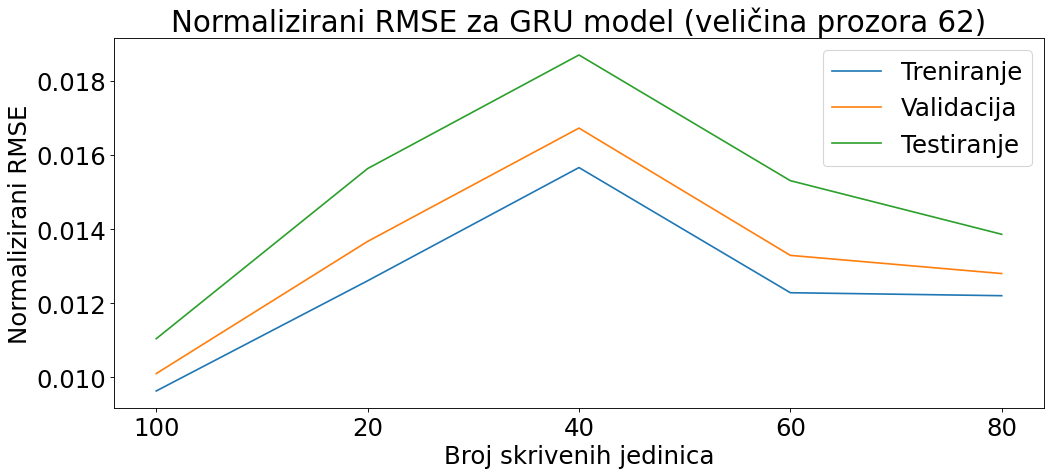 Normalizirani RMSE za GRU model (veličina prozora 62)
Normalizirani RMSE
0.018
0.016
0.014
0.012
0.010
Treniranje
Validacija
Testiranje
100 20 40 60 80
Broj skrivenih jedinica